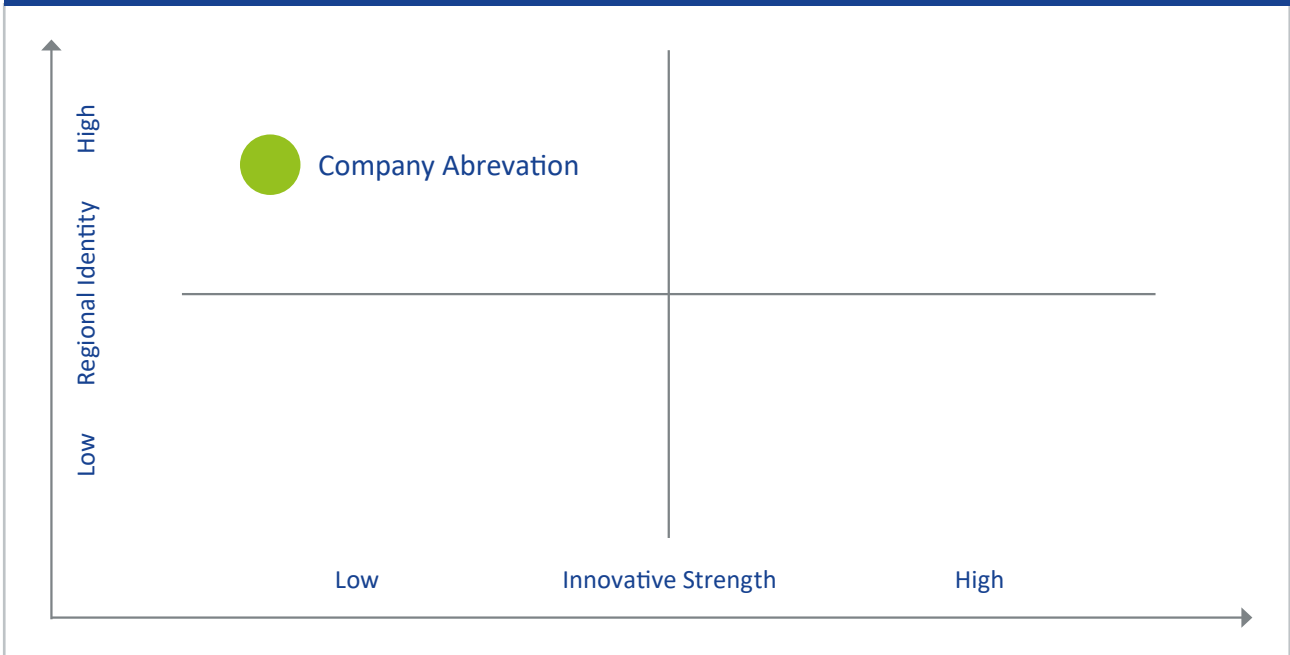 High
Company Abrevation
Regional Identity
Low
Low Innovative Strength High